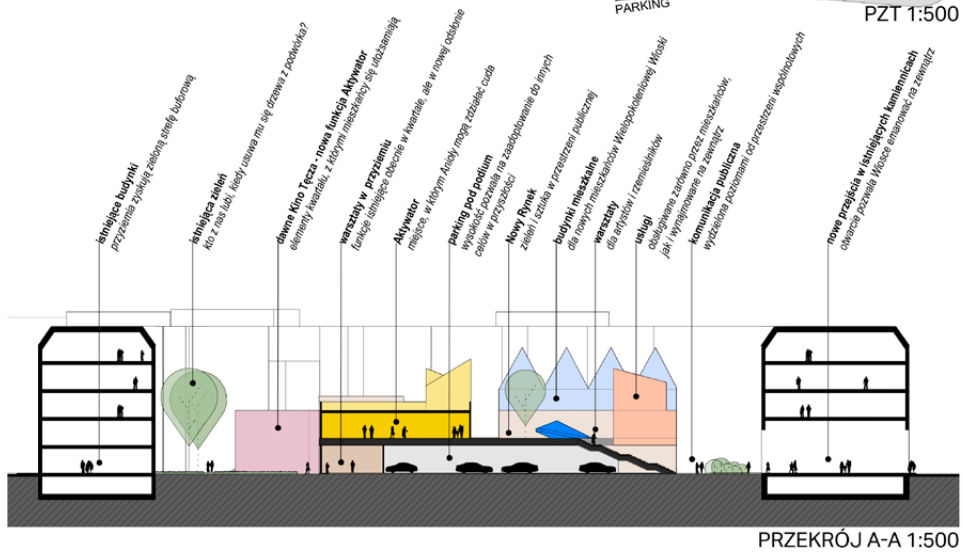 PARKING
PZT 1:500
istniejące budynki
przyziemia zyskują zieloną strefę buforową
istniejąca zieleń
kto z nas lubi, kiedy usuwa mu się drzewa z podwórka?
dawne Kino Tęcza - nowa funkcja Aktywator
elementy kwartału, z którymi mieszkańcy się utożsamiają
warsztaty w przyziemiu
funkcje istniejące obecnie w kwartale, ale w nowej odsłonie
Aktywator
miejsce, w którym Anioły mogą zdziałać cuda
parking pod podium
wysokość pozwala na zaadoptowanie do innych
celów w przyszłości
Nowy Rynek
zieleń i sztuka w przestrzeni publicznej
budynki mieszkalne
dla nowych mieszkańców Wielopokoleniowej Wioski
warsztaty
dla artystów i rzemieślników
usługi
obsługiwane zarówno przez mieszkańców,
jak i wynajmowane na zewnątrz
komunikacja publiczna
wydzielona poziomami od przestrzeni wspólnotowych
nowe przejścia w istniejących kamienicach
otwarcie pozwala Wiosce emanować na zewnątrz
PRZEKRÓJ A-A 1:500